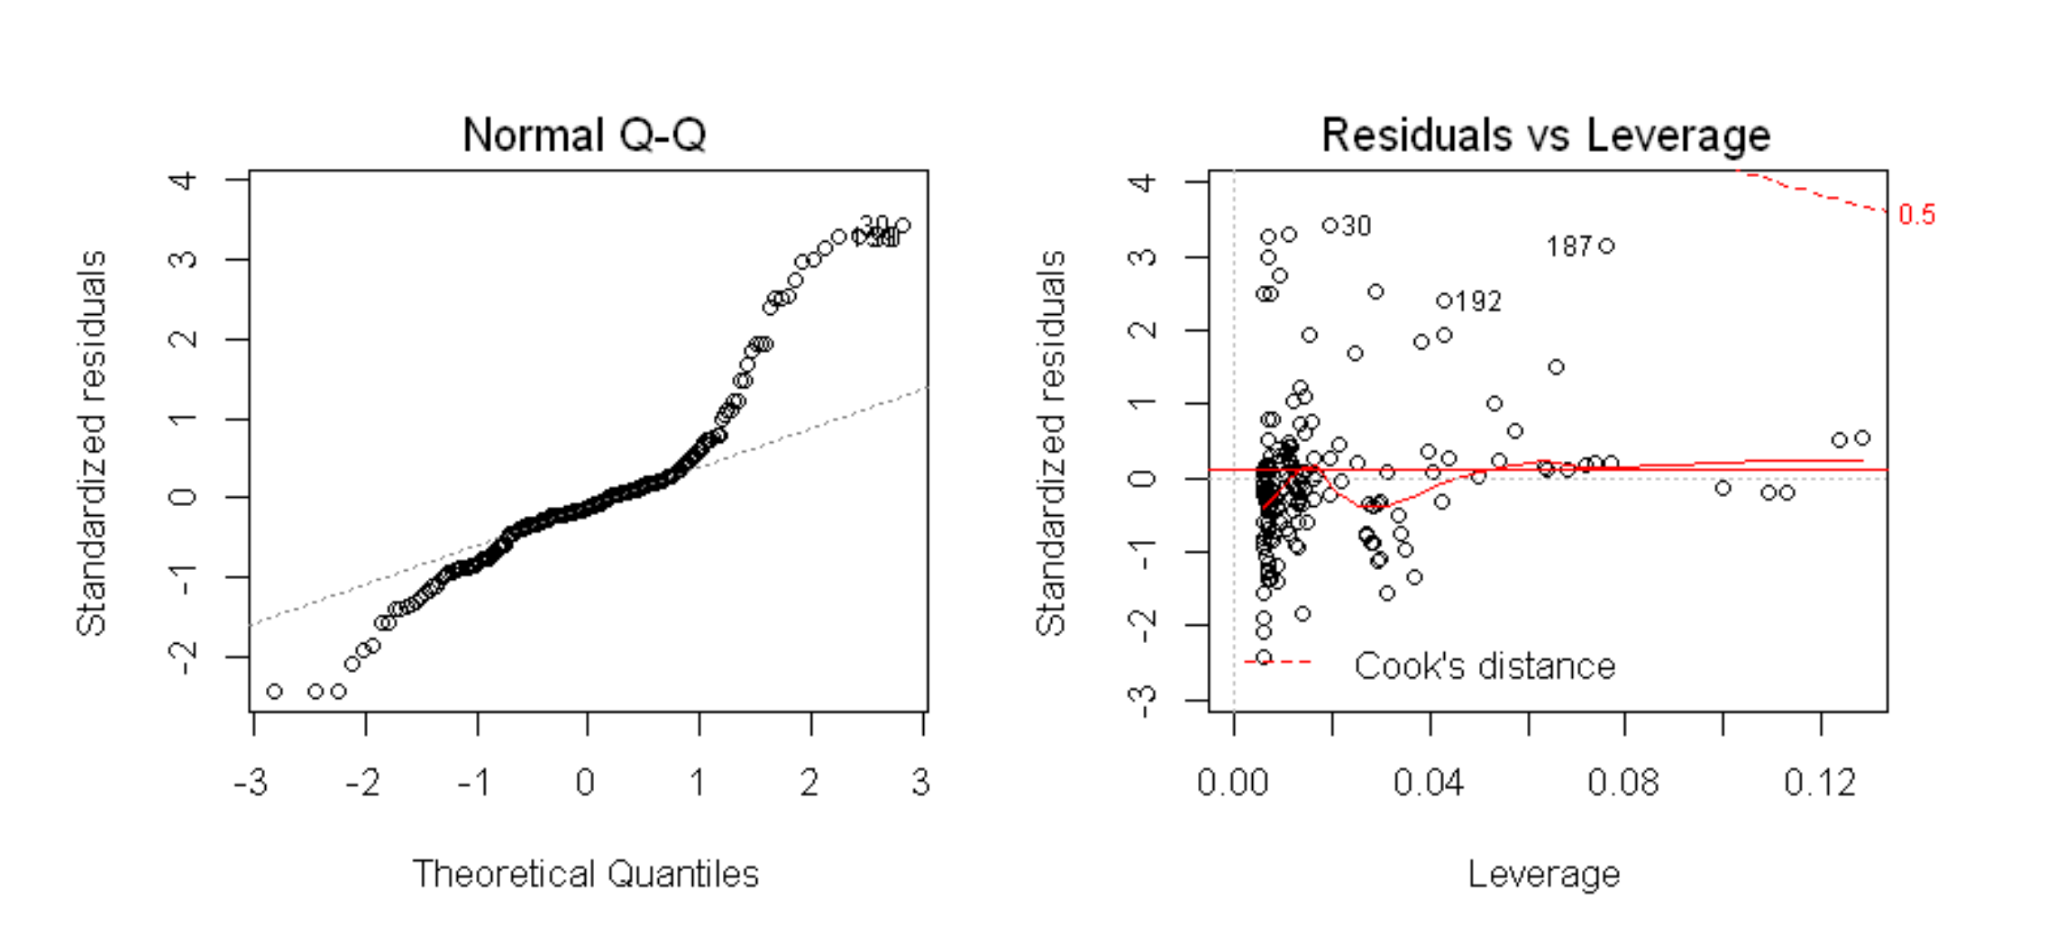 Normal Q-Q
Standardized residuals
4
3
2
1
0
-1
-2
30
-3 -2 -1 0 1 2 3
Theoretical Quantiles
Residuals vs Leverage
Standardized residuals
4
3
2
1
0
-1
-2
-3
0.5
30
187
192
Cook's distance
0.00 0.04 0.08 0.12
Leverage